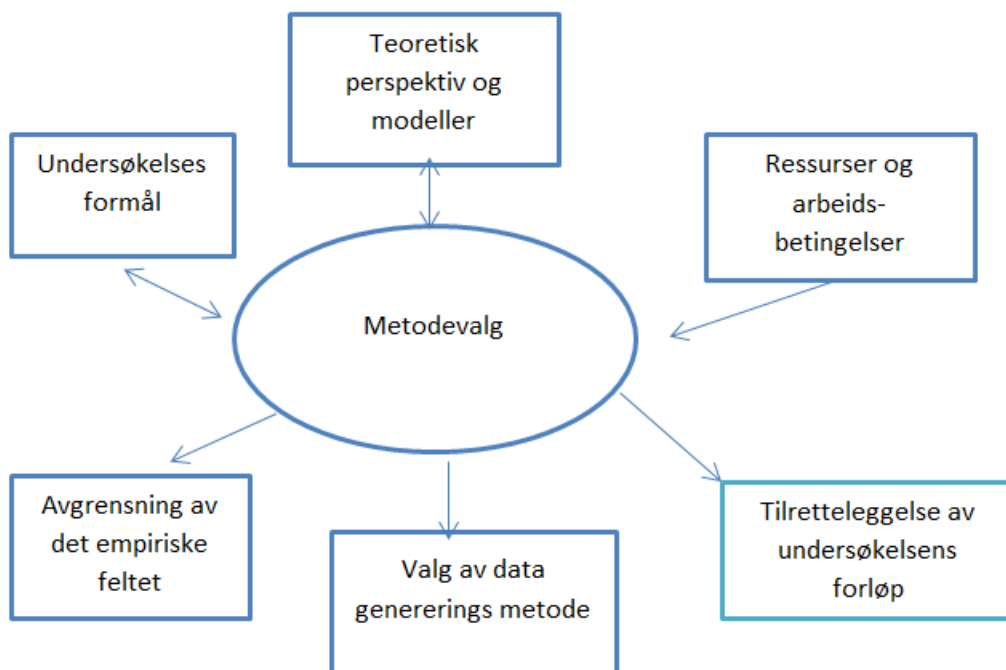 Teoretisk
perspektiv og
modeller
Undersøkelses
formål
Ressurser og
arbeids-
betingelser
Metodevalg
Avgrensning av
det empiriske
feltet
Valg av data
genererings metode
Tilretteleggelse av
undersøkelsens
forløp